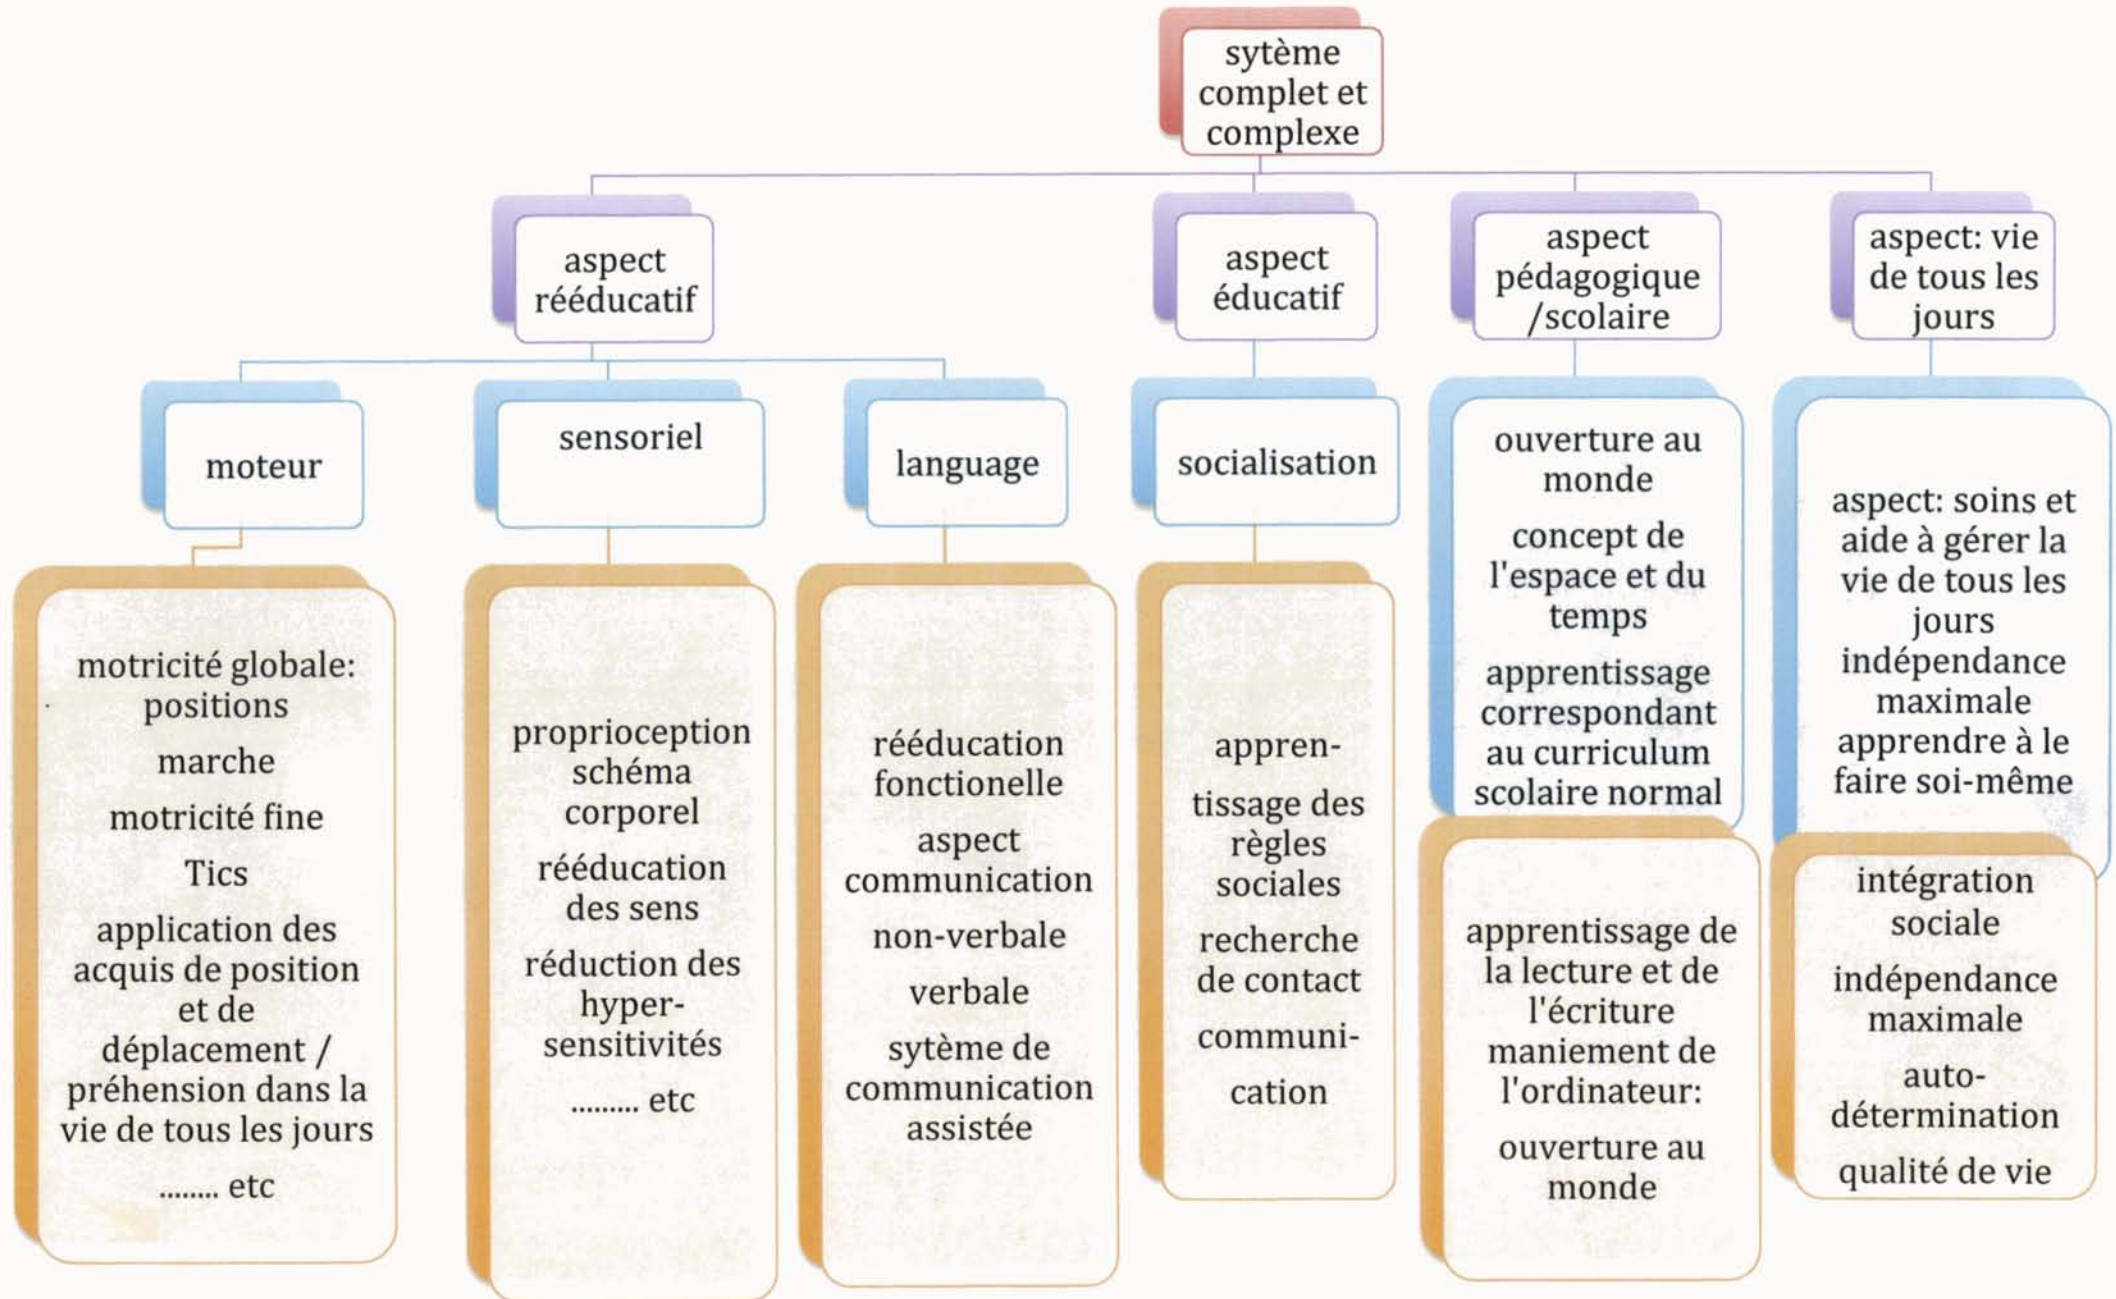 sytème
complet et
complexe
aspect
rééducatif
aspect
éducatif
aspect
pédagogique
/scolaire
aspect: vie
de tous les
jours
moteur
sensoriel
language
socialisation
ouverture au
monde
concept de
l'espace et du
temps
apprentissage
correspondant
au curriculum
scolaire normal
aspect: soins et
aide à gérer la
vie de tous les
jours
indépendance
maximale
apprendre à le
faire soi-même
motricité globale:
positions
marche
motricité fine
Tics
application des
acquis de position
et de
déplacement /
préhension dans la
vie de tous les jours
........ etc
proprioception
schéma
corporel
rééducation
des sens
réduction des
hyper-
sensitivités
......... etc
rééducation
fonctionelle
aspect
communication
non-verbale
verbale
sytème de
communication
assistée
appren-
tissage des
règles
sociales
recherche
de contact
communi-
cation
apprentissage de
la lecture et de
l'écriture
maniement de
l'ordinateur:
ouverture au
monde
intégration
sociale
indépendance
maximale
auto-
détermination
qualité de vie